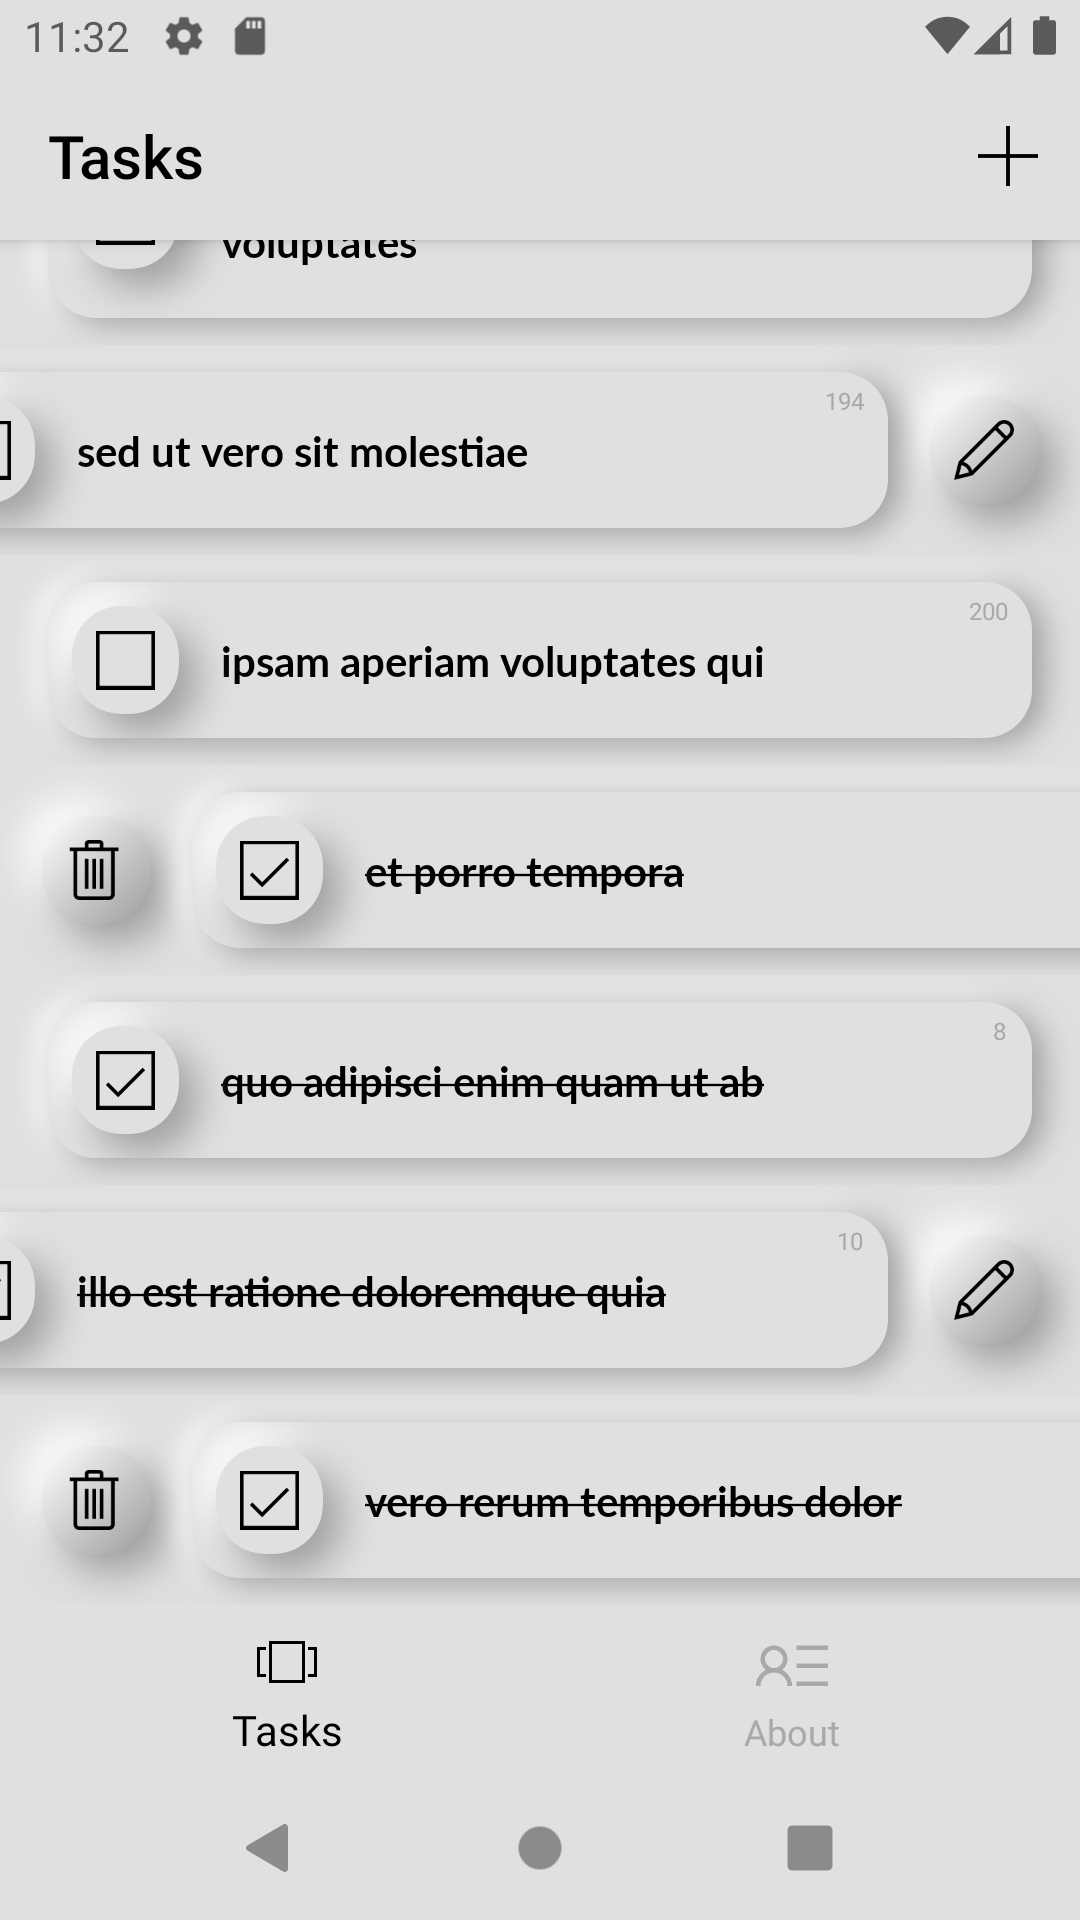 11:32
Tasks
voluptates
194
sed ut vero sit molestiae
200
ipsam aperiam voluptates qui
et porro tempora
8
quo adipisci enim quam ut ab
10
illo est ratione doloremque quia
vero rerum temporibus dolor
Tasks
About